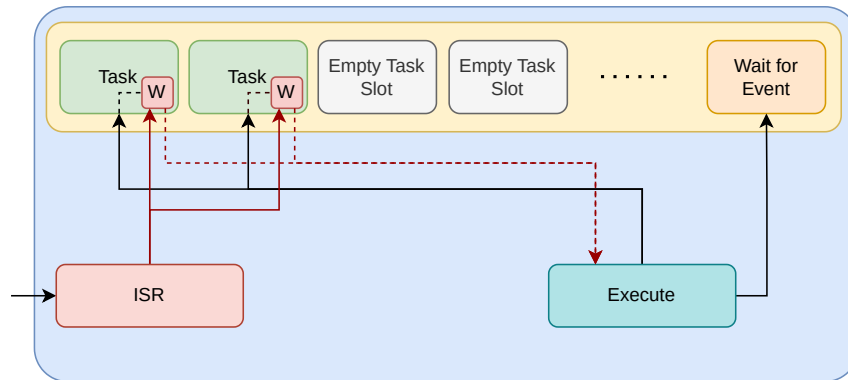 Task
W
Task
W
Empty Task
Slot
Empty Task
Slot
......
Wait for
Event
ISR
Execute